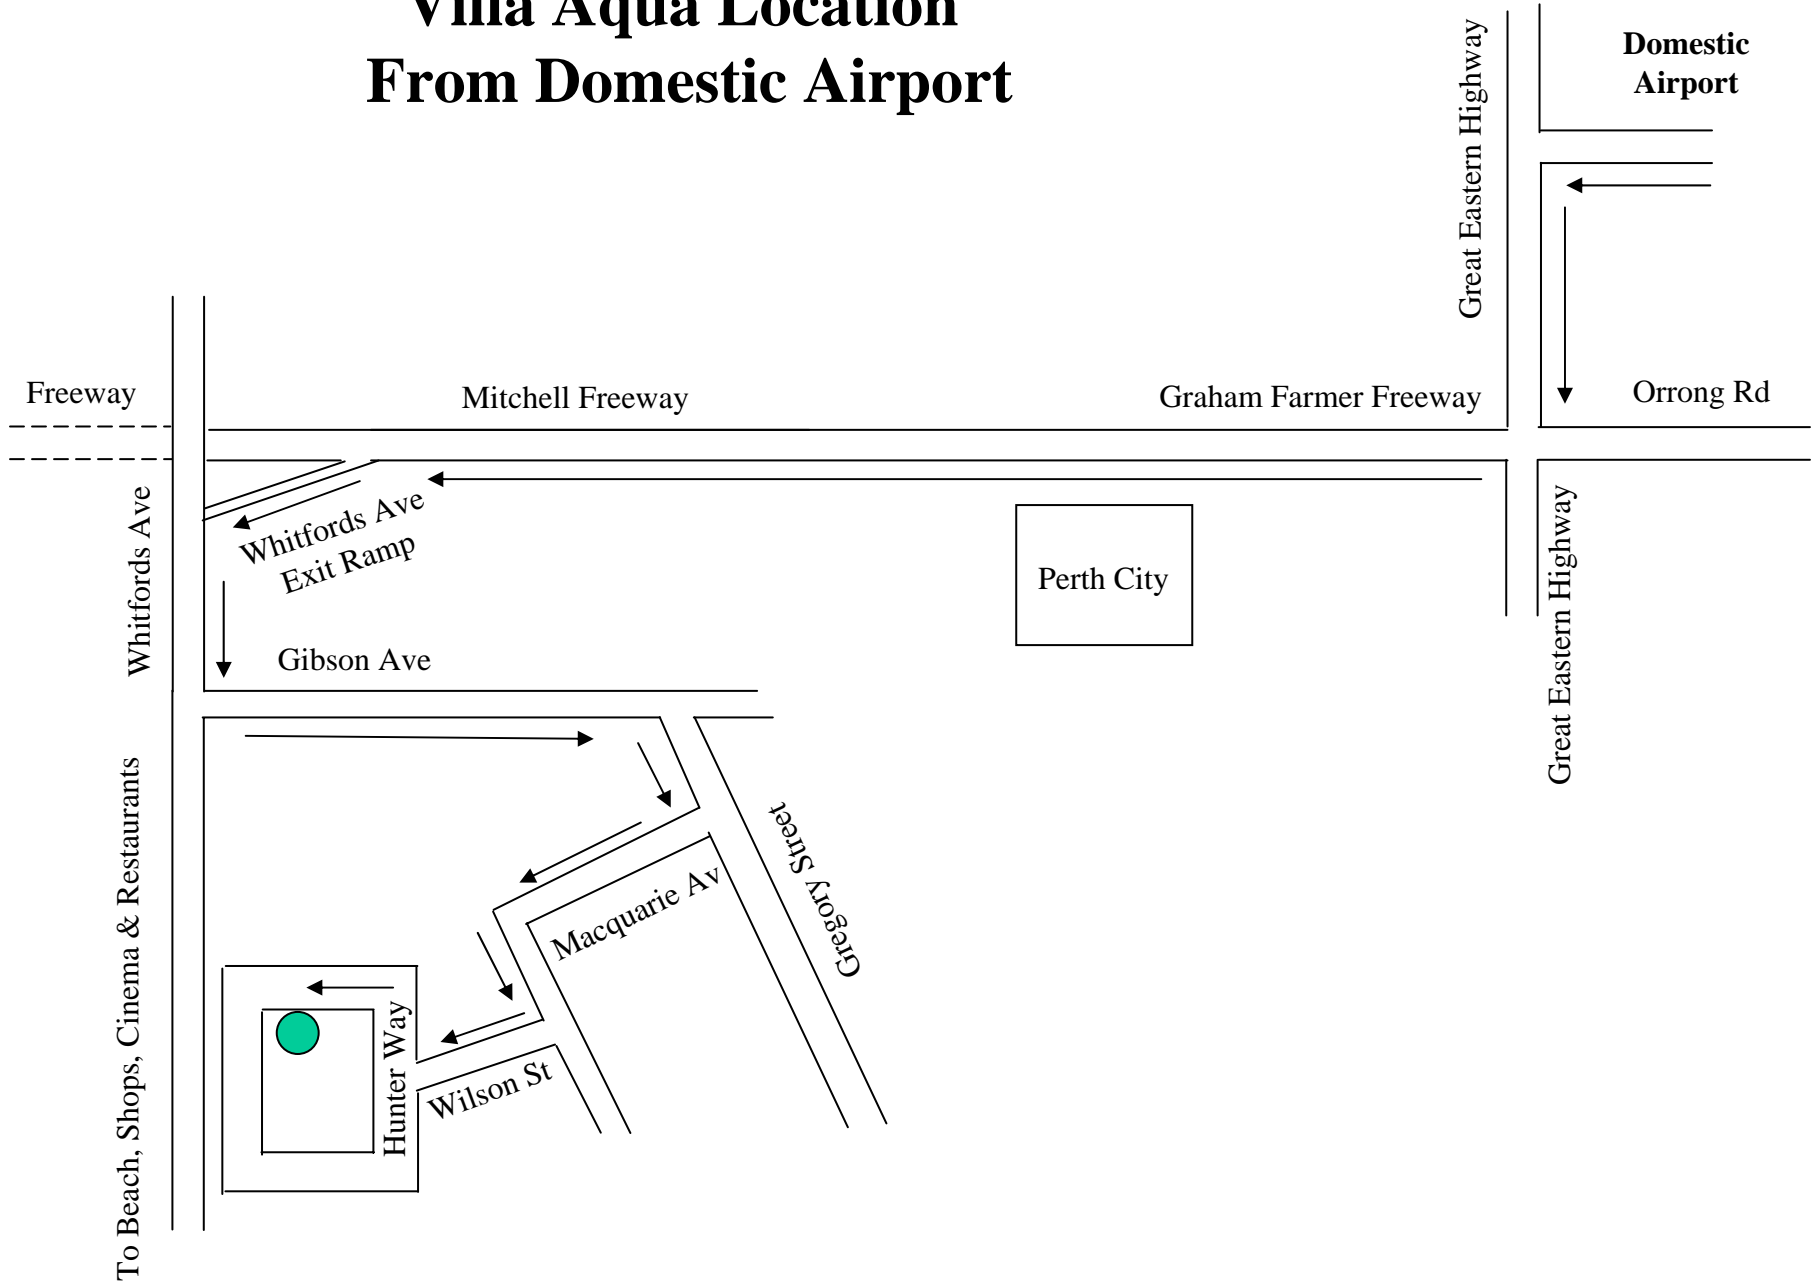 Villa Aqua Location
From Domestic Airport
Domestic
Airport
Great Eastern Highway
Freeway
Mitchell Freeway
Graham Farmer Freeway
Orrong Rd
Whitfords Ave
Whitfords Ave
Exit Ramp
Perth City
Great Eastern Highway
Gibson Ave
Gregory Street
Macquarie Av
To Beach, Shops, Cinema & Restaurants
Hunter Way
Wilson St